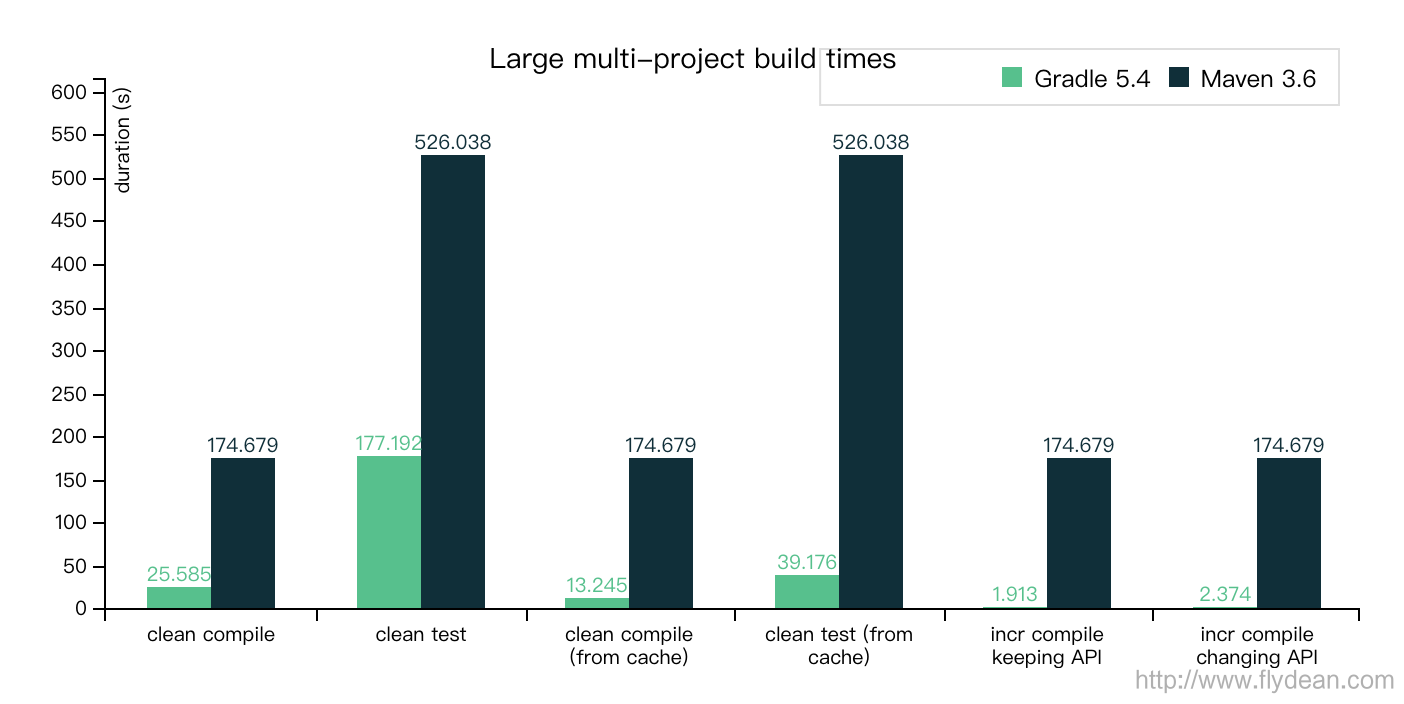 Large multi-project build times
Gradle 5.4 Maven 3.6
duration (s)
600
550
500
450
400
350
300
250
200
150
100
50
0
25.585
174.679
177.192
526.038
13.245
174.679
39.176
526.038
1.913
174.679
2.374
174.679
clean compile
clean test
clean compile
(from cache)
clean test (from
cache)
incr compile
keeping API
incr compile
changing API
http://www.flydean.com